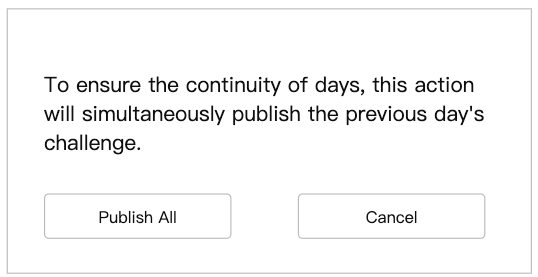 To ensure the continuity of days, this action
will simultaneously publish the previous day's
challenge.
Publish All
Cancel